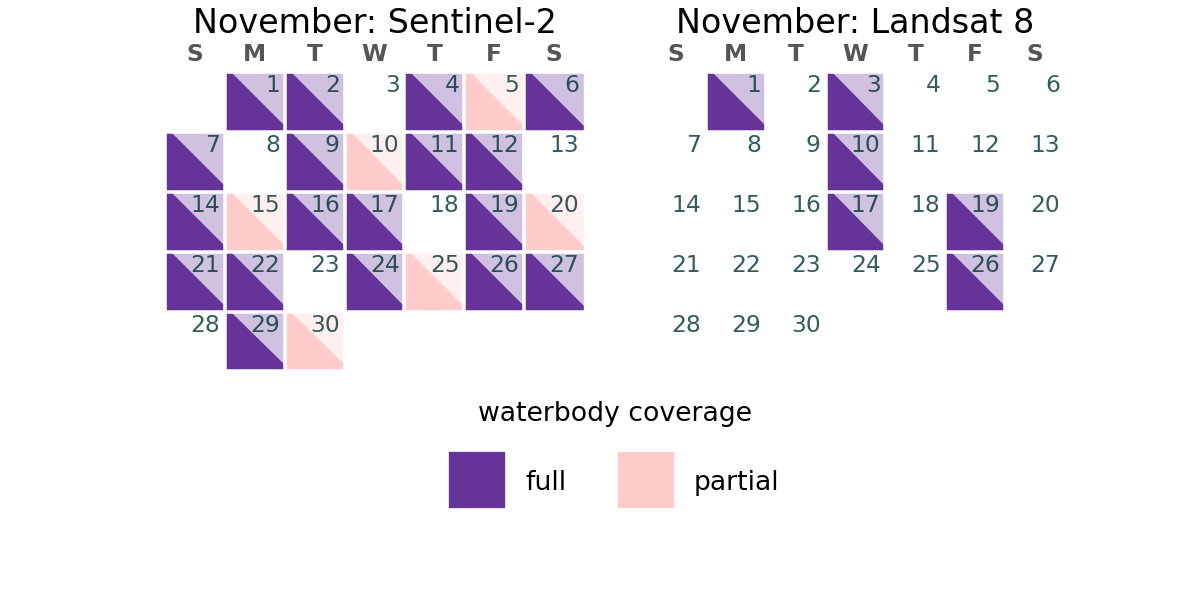 November: Sentinel-2
S M T W T F S
1 2 3 4 5 6
7 8 9 10 11 12 13
14 15 16 17 18 19 20
21 22 23 24 25 26 27
28 29 30
November: Landsat 8
S M T W T F S
1 2 3 4 5 6
7 8 9 10 11 12 13
14 15 16 17 18 19 20
21 22 23 24 25 26 27
28 29 30
waterbody coverage
full partial